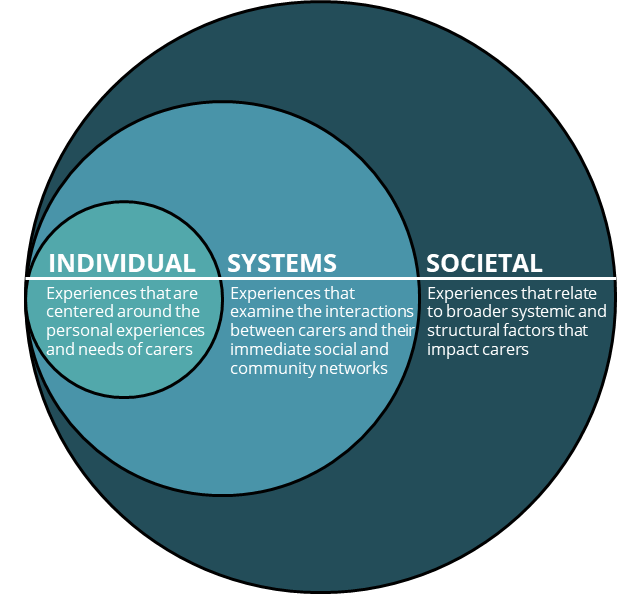 INDIVIDUAL
Experiences that are
centered around the
personal experiences
and needs of carers
SYSTEMS
Experiences that
examine the interactions
between carers and their
immediate social and
community networks
SOCIETAL
Experiences that relate
to broader systemic and
structural factors that
impact carers